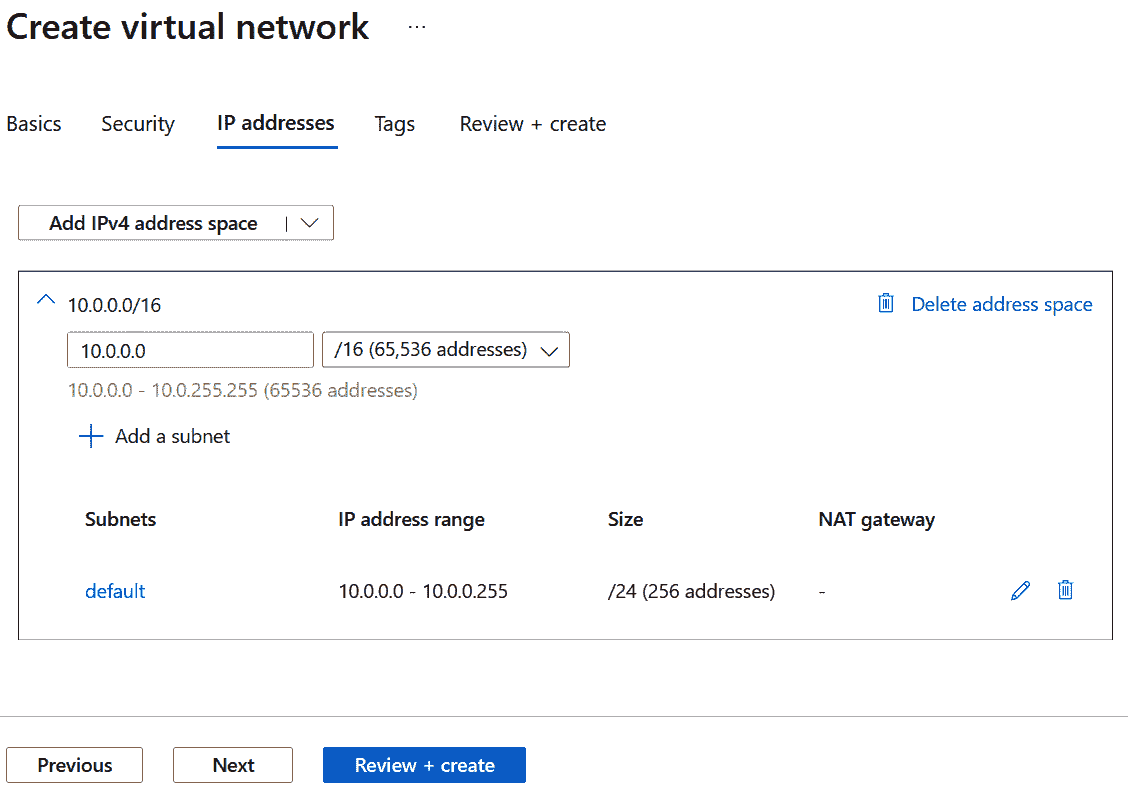 Create virtual network ...
Basics Security IP addresses Tags Review + create
Add IPv4 address space
10.0.0.0/16 Delete address space
10.0.0.0 /16 (65,536 addresses)
10.0.0.0 - 10.0.255.255 (65536 addresses)
Add a subnet
Subnets IP address range Size NAT gateway
default 10.0.0.0 - 10.0.0.255 /24 (256 addresses) -
Previous Next Review + create